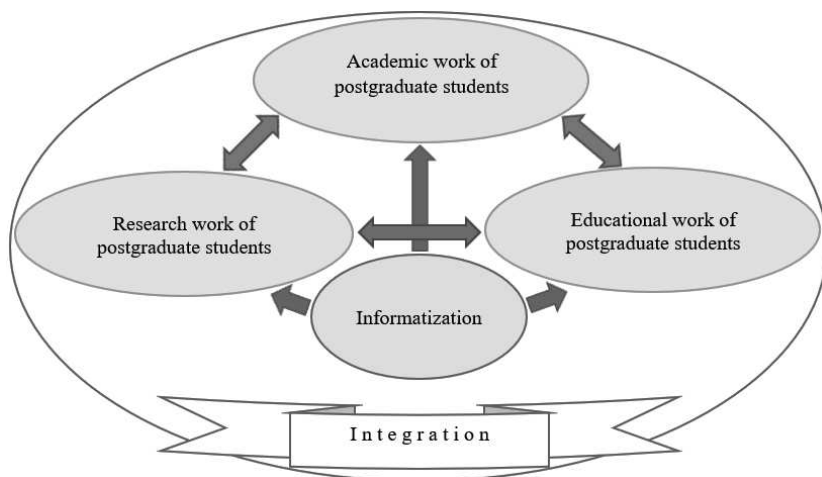 Academic work of
postgraduate students
Research work of
postgraduate students
Educational work of
postgraduate students
Informatization
Integration